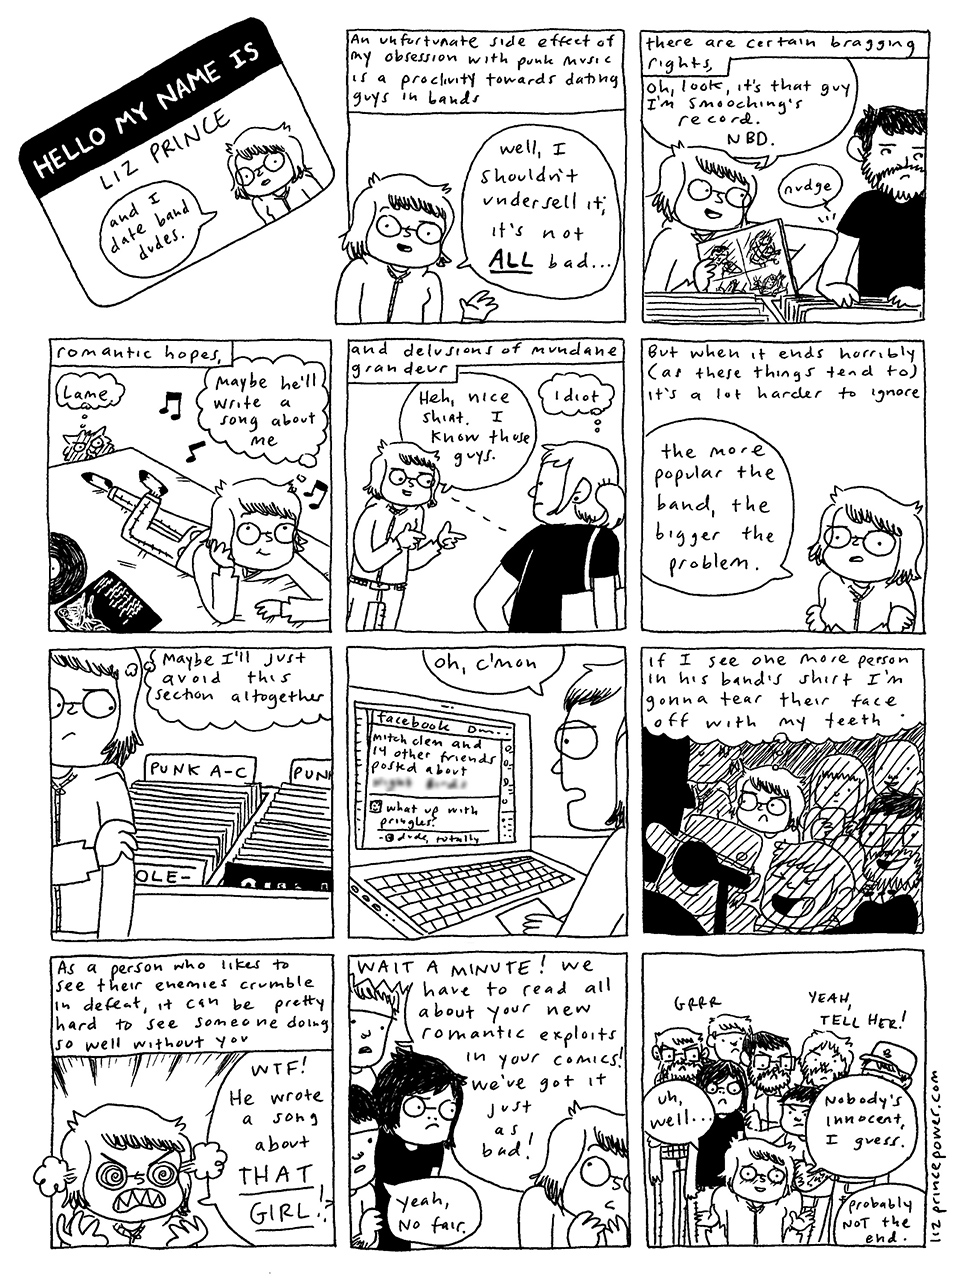 HELLO MY NAME IS
LIZ PRINCE
and I
date band
dudes.
An unfortunate side effect of
my obsession with punk music
is a proclivity towards dating
guys in bands
well, I
shouldn't
undersell it,
it's not
ALL bad...
there are certain bragging
rights,
Oh, look, it's that guy
I'm smooching's
record.
NBD.
nudge
romantic hopes,
Lame
Maybe he'll
write a
song about
me
and delusions of mundane
grandeur
Heh, nice
shirt. I
know those
guys.
Idiot
But when it ends horribly
(as these things tend to)
it's a lot harder to ignore
the more
popular the
band, the
bigger the
problem.
Maybe I'll just
avoid this
section altogether
PUNK A-C
PUN
OLE-
oh, c'mon
facebook
mitch clem and
14 other friends
posted about
what up with
pringles.
- dude, totally
if I see one more person
in his band's shirt I'm
gonna tear their face
off with my teeth.
As a person who likes to
see their enemies crumble
in defeat, it can be pretty
hard to see someone doing
so well without you
WTF!
He wrote
a song
about
THAT
GIRL!?
WAIT A MINUTE! we
have to read all
about your new
romantic exploits
in your comics!
we've got it
just
as
bad!
Yeah,
No fair.
GRRR
YEAH,
TELL HER!
uh,
well...
Nobody's
innocent,
I guess.
probably
NOT the
end.
liz princepower.com